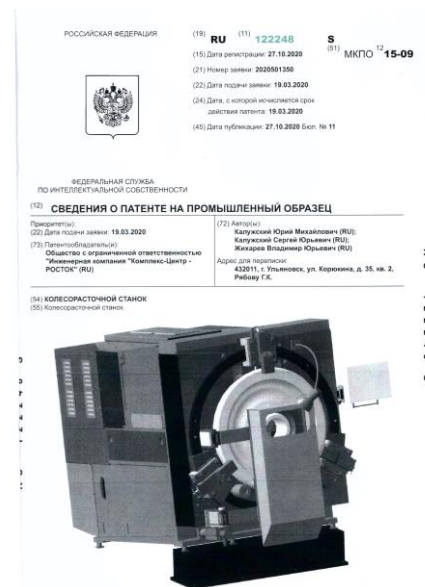 РОССИЙСКАЯ ФЕДЕРАЦИЯ
(19) RU (11) 122248 S
(51) МКПО 12 15-09
(15) Дата регистрации: 27.10.2020
(21) Номер заявки: 2020501350
(22) Дата подачи заявки: 19.03.2020
(24) Дата, с которой исчисляется срок
действия патента: 19.03.2020
(45) Дата публикации: 27.10.2020 Бюл. № 11
ФЕДЕРАЛЬНАЯ СЛУЖБА
ПО ИНТЕЛЛЕКТУАЛЬНОЙ СОБСТВЕННОСТИ
(12) СВЕДЕНИЯ О ПАТЕНТЕ НА ПРОМЫШЛЕННЫЙ ОБРАЗЕЦ
Приоритет(ы):
(22) Дата подачи заявки: 19.03.2020
(73) Патентообладатель(и):
Общество с ограниченной ответственностью
"Инженерная компания "Комплекс-Центр -
РОСТОК" (RU)
(72) Автор(ы):
Калужский Юрий Михайлович (RU);
Калужский Сергей Юрьевич (RU);
Жихарев Владимир Юрьевич (RU)
Адрес для переписки:
432011, г. Ульяновск, ул. Корюкина, д. 35, кв. 2,
Рябову Г.К.
(54) КОЛЕСОРАСТОЧНОЙ СТАНОК
(55) Колесорасточной станок